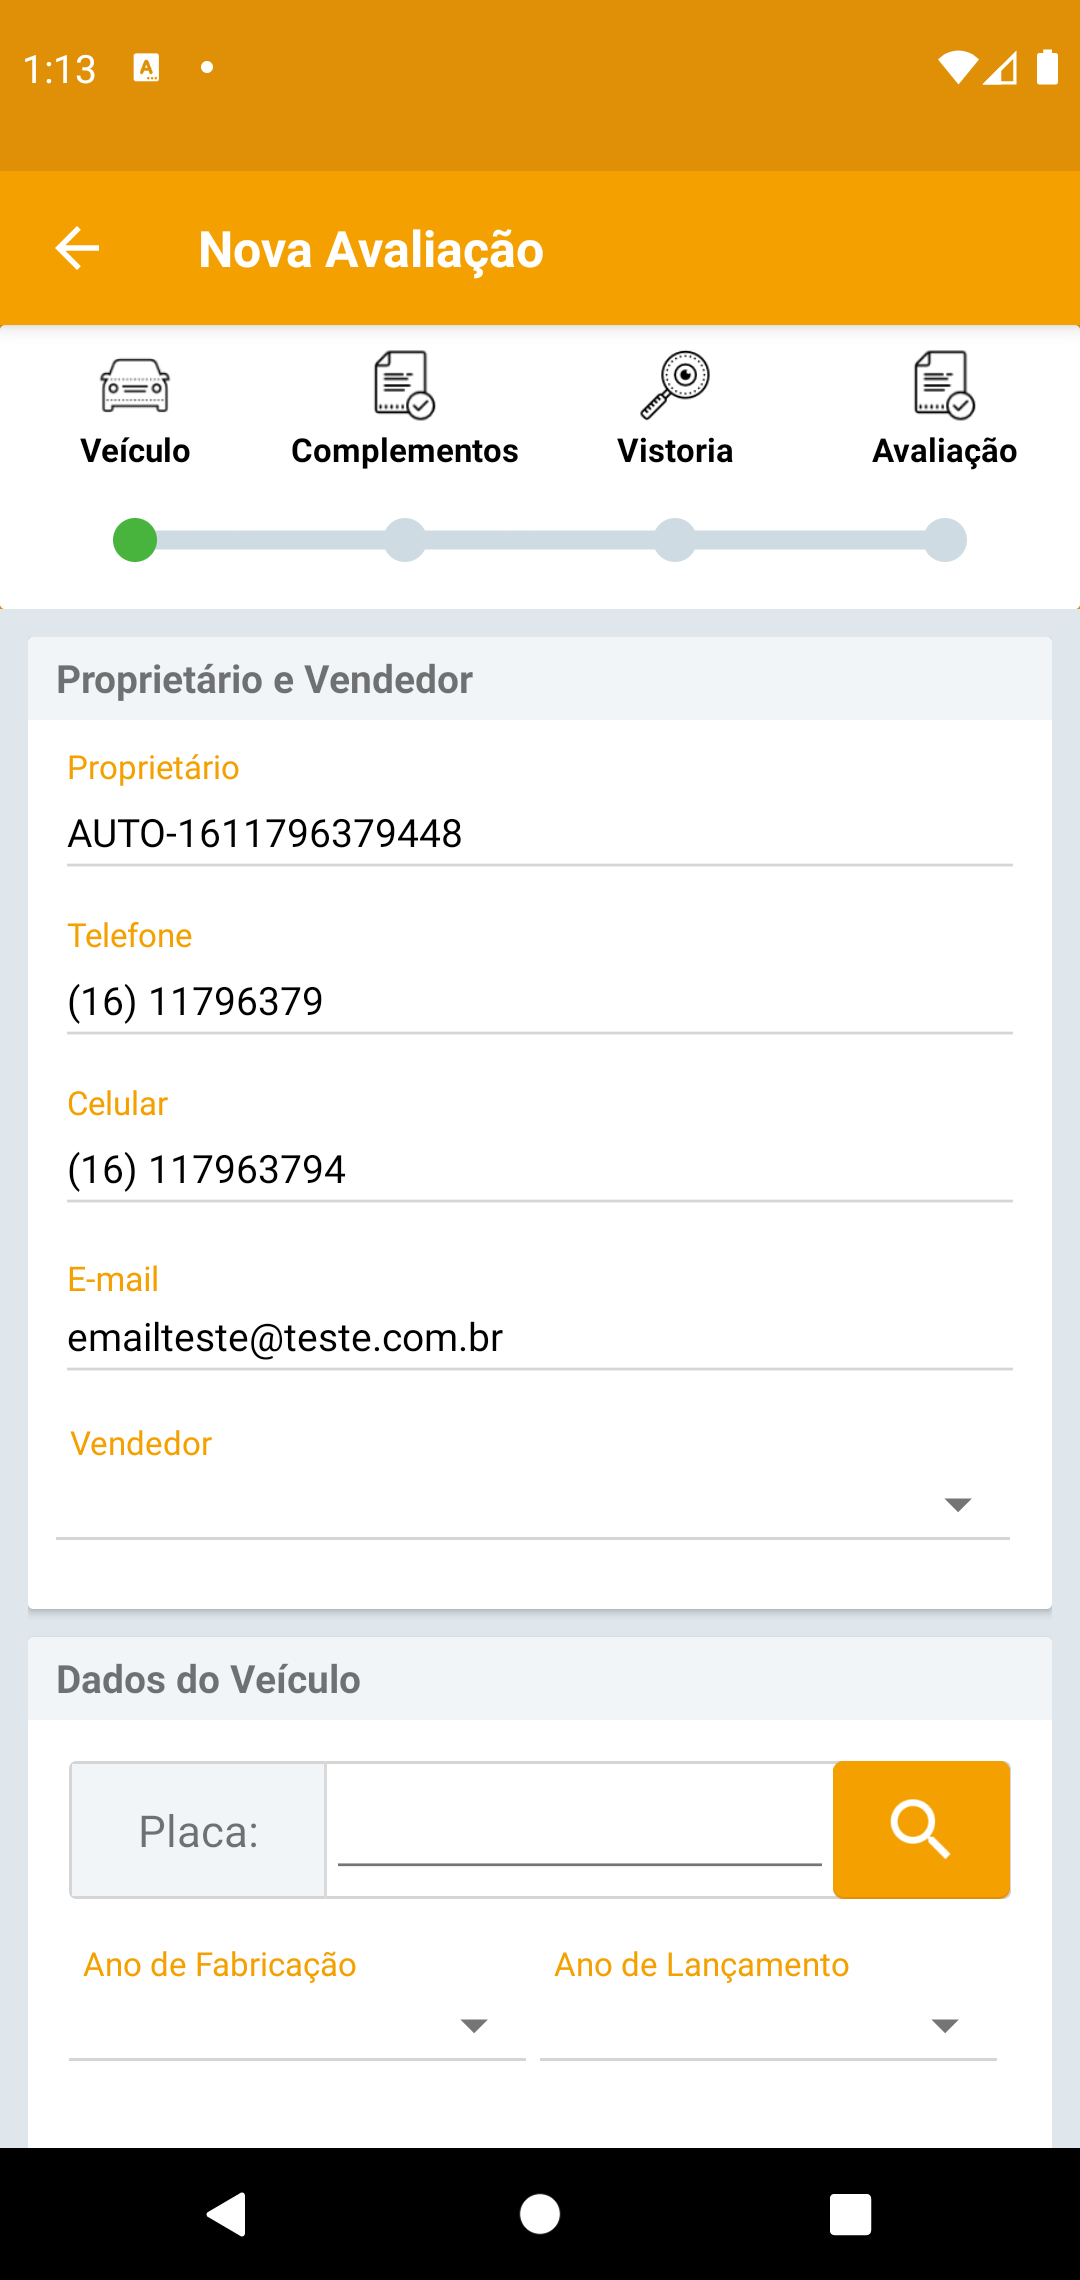 1:13
Nova Avaliação
Veículo Complementos Vistoria Avaliação
Proprietário e Vendedor
Proprietário
AUTO-1611796379448
Telefone
(16) 11796379
Celular
(16) 117963794
E-mail
emailteste@teste.com.br
Vendedor
Dados do Veículo
Placa:
Ano de Fabricação Ano de Lançamento